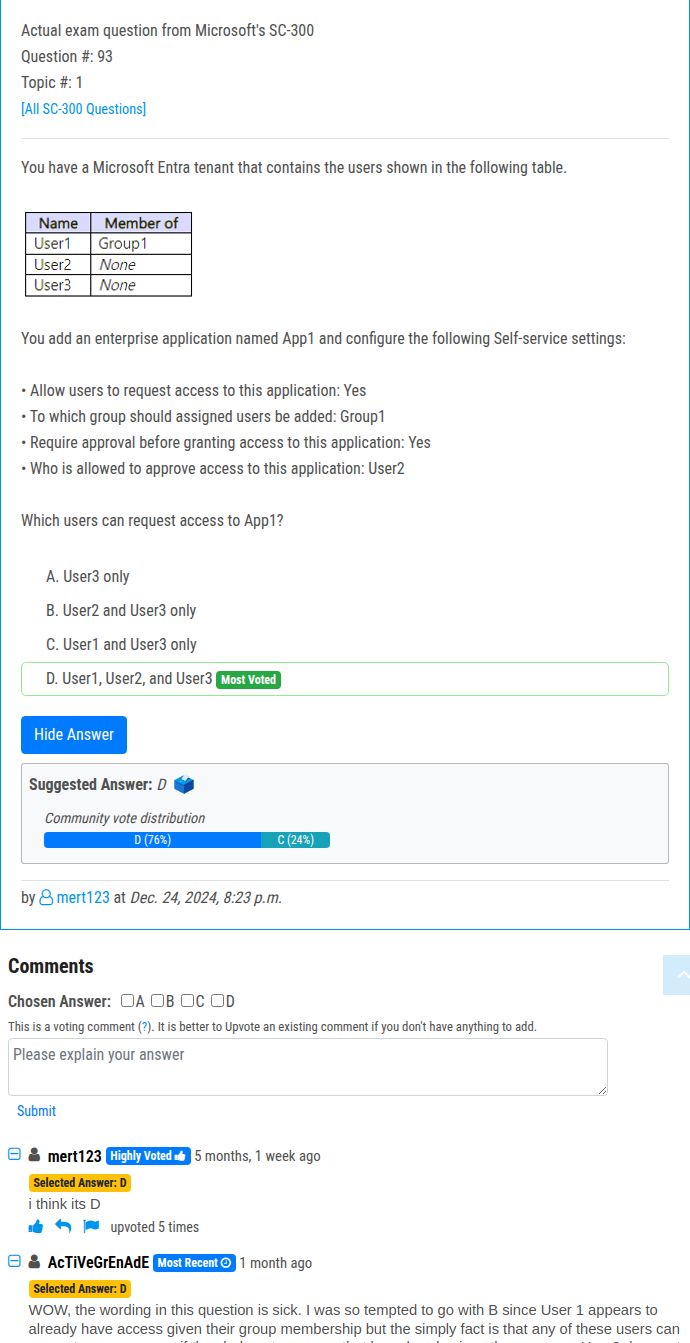 Actual exam question from Microsoft's SC-300
Question #: 93
Topic #: 1
[All SC-300 Questions]
You have a Microsoft Entra tenant that contains the users shown in the following table.
Name Member of
User1 Group1
User2 None
User3 None
You add an enterprise application named App1 and configure the following Self-service settings:
• Allow users to request access to this application: Yes
• To which group should assigned users be added: Group1
• Require approval before granting access to this application: Yes
• Who is allowed to approve access to this application: User2
Which users can request access to App1?
A. User3 only
B. User2 and User3 only
C. User1 and User3 only
D. User1, User2, and User3 Most Voted
Hide Answer
Suggested Answer: D
Community vote distribution
D (76%) C (24%)
by mert123 at Dec. 24, 2024, 8:23 p.m.
Comments
Chosen Answer: A B C D
This is a voting comment (?). It is better to Upvote an existing comment if you don't have anything to add.
Please explain your answer
Submit
mert123 Highly Voted 5 months, 1 week ago
Selected Answer: D
i think its D
upvoted 5 times
AcTiVeGrEnAdE Most Recent 1 month ago
Selected Answer: D
WOW, the wording in this question is sick. I was so tempted to go with B since User 1 appears to
already have access given their group membership but the simply fact is that any of these users can